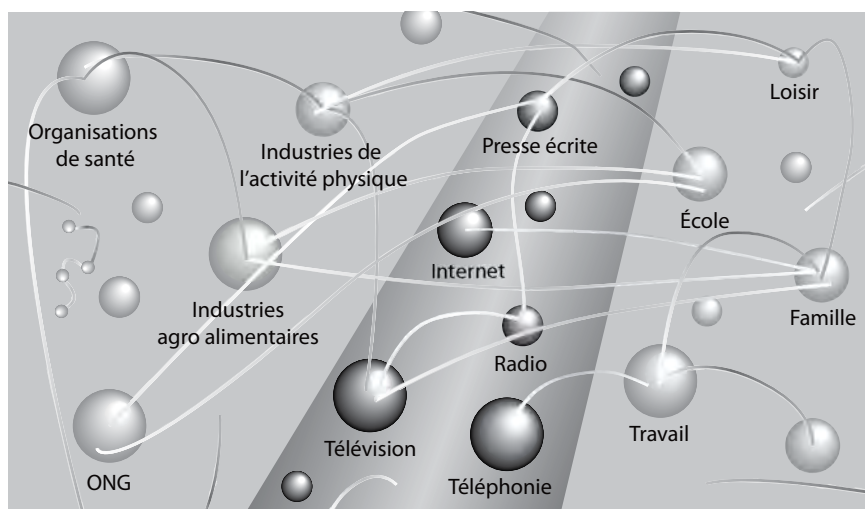 Organisations
de santé
Industries de
l'activité physique
Presse écrite
Loisir
École
Internet
Industries
agro alimentaires
Radio
Famille
Télévision
Travail
ONG
Téléphonie